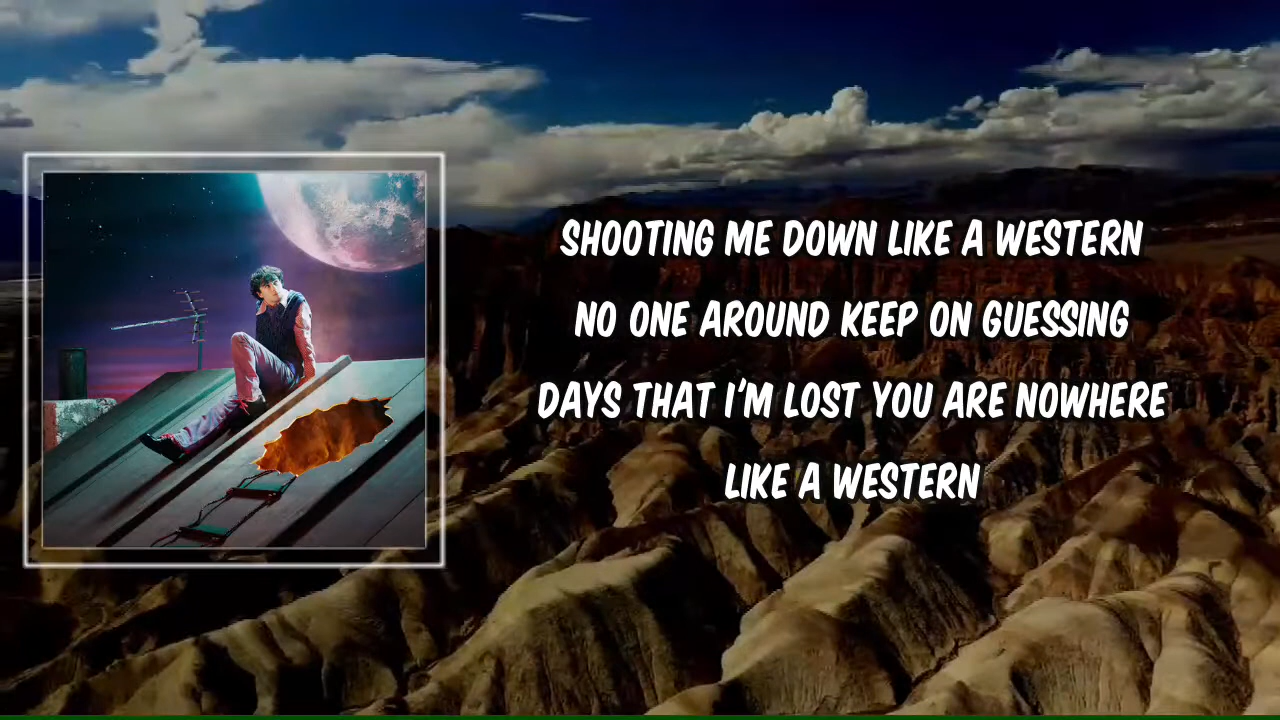 SHOOTING ME DOWN LIKE A WESTERN
NO ONE AROUND KEEP ON GUESSING
DAYS THAT I'M LOST YOU ARE NOWHERE
LIKE A WESTERN